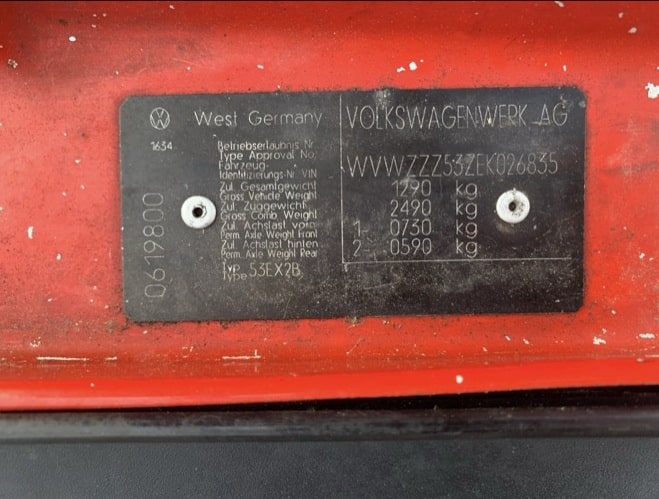 West Germany
VOLKSWAGENWERK AG
1634
Betriebserlaubnis Nr.
Type Approval No.
Fahrzeug-
Identifizierungs-Nr. VIN
WVWZZZ53ZEK026835
Zul. Gesamtgewicht
Gross Vehicle Weight
1290 kg
Zul. Zuggewicht
Gross Comb Weight
2490 kg
Zul. Achslast vorn
Perm. Axle Weight Front
1 0730 kg
Zul. Achslast hinten
Perm. Axle Weight Rear
2 0590 kg
Typ
Type 53EX2B
0619800